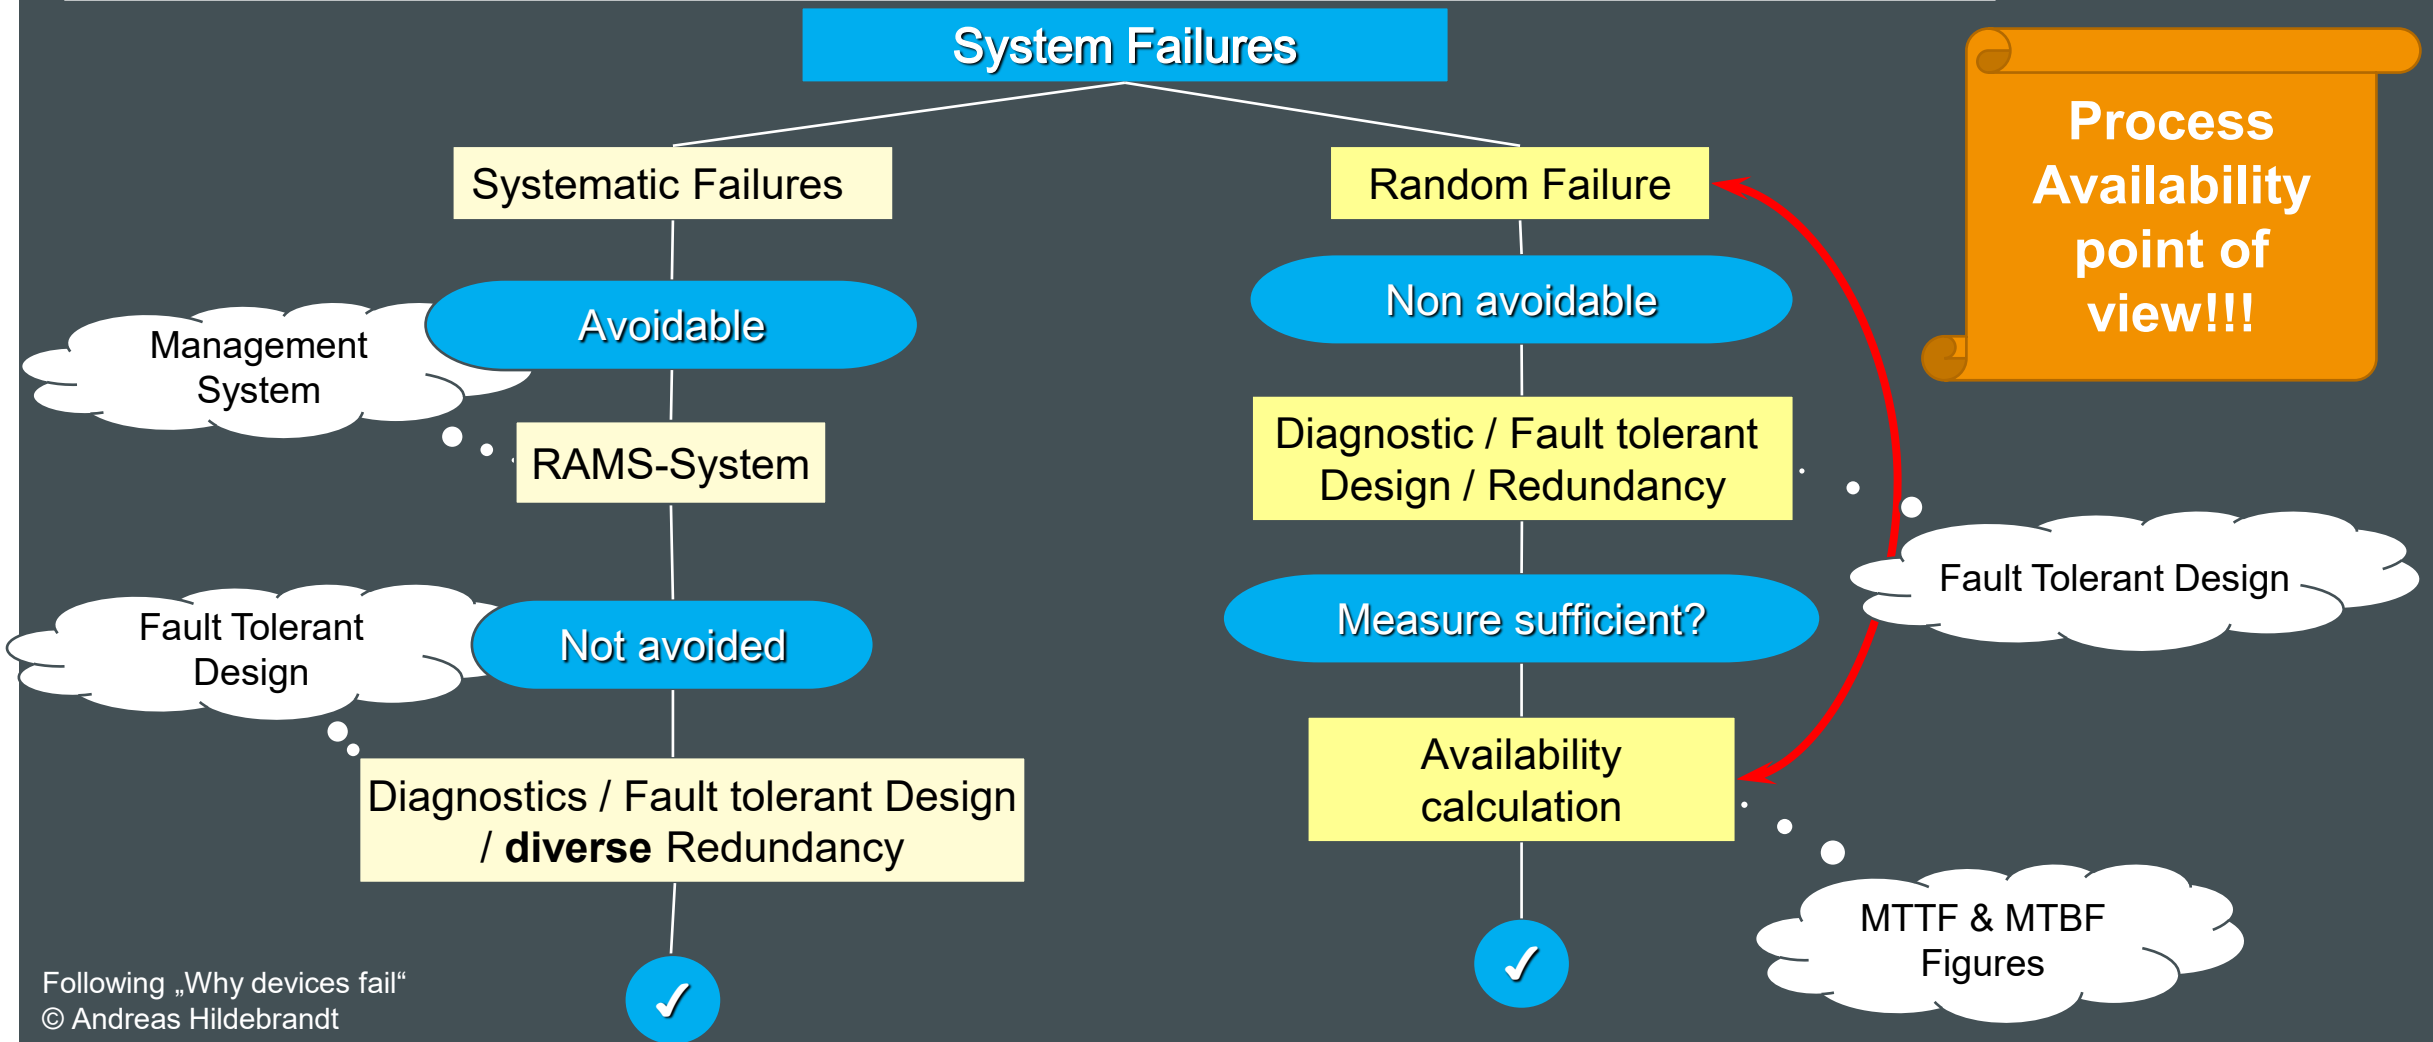 System Failures
Process
Availability
point of
view!!!
Systematic Failures
Random Failure
Avoidable
Non avoidable
Management
System
RAMS-System
Diagnostic / Fault tolerant
Design / Redundancy
Fault Tolerant Design
Fault Tolerant
Design
Not avoided
Measure sufficient?
Diagnostics / Fault tolerant Design
/ diverse Redundancy
Availability
calculation
MTTF & MTBF
Figures
Following „Why devices fail“
© Andreas Hildebrandt